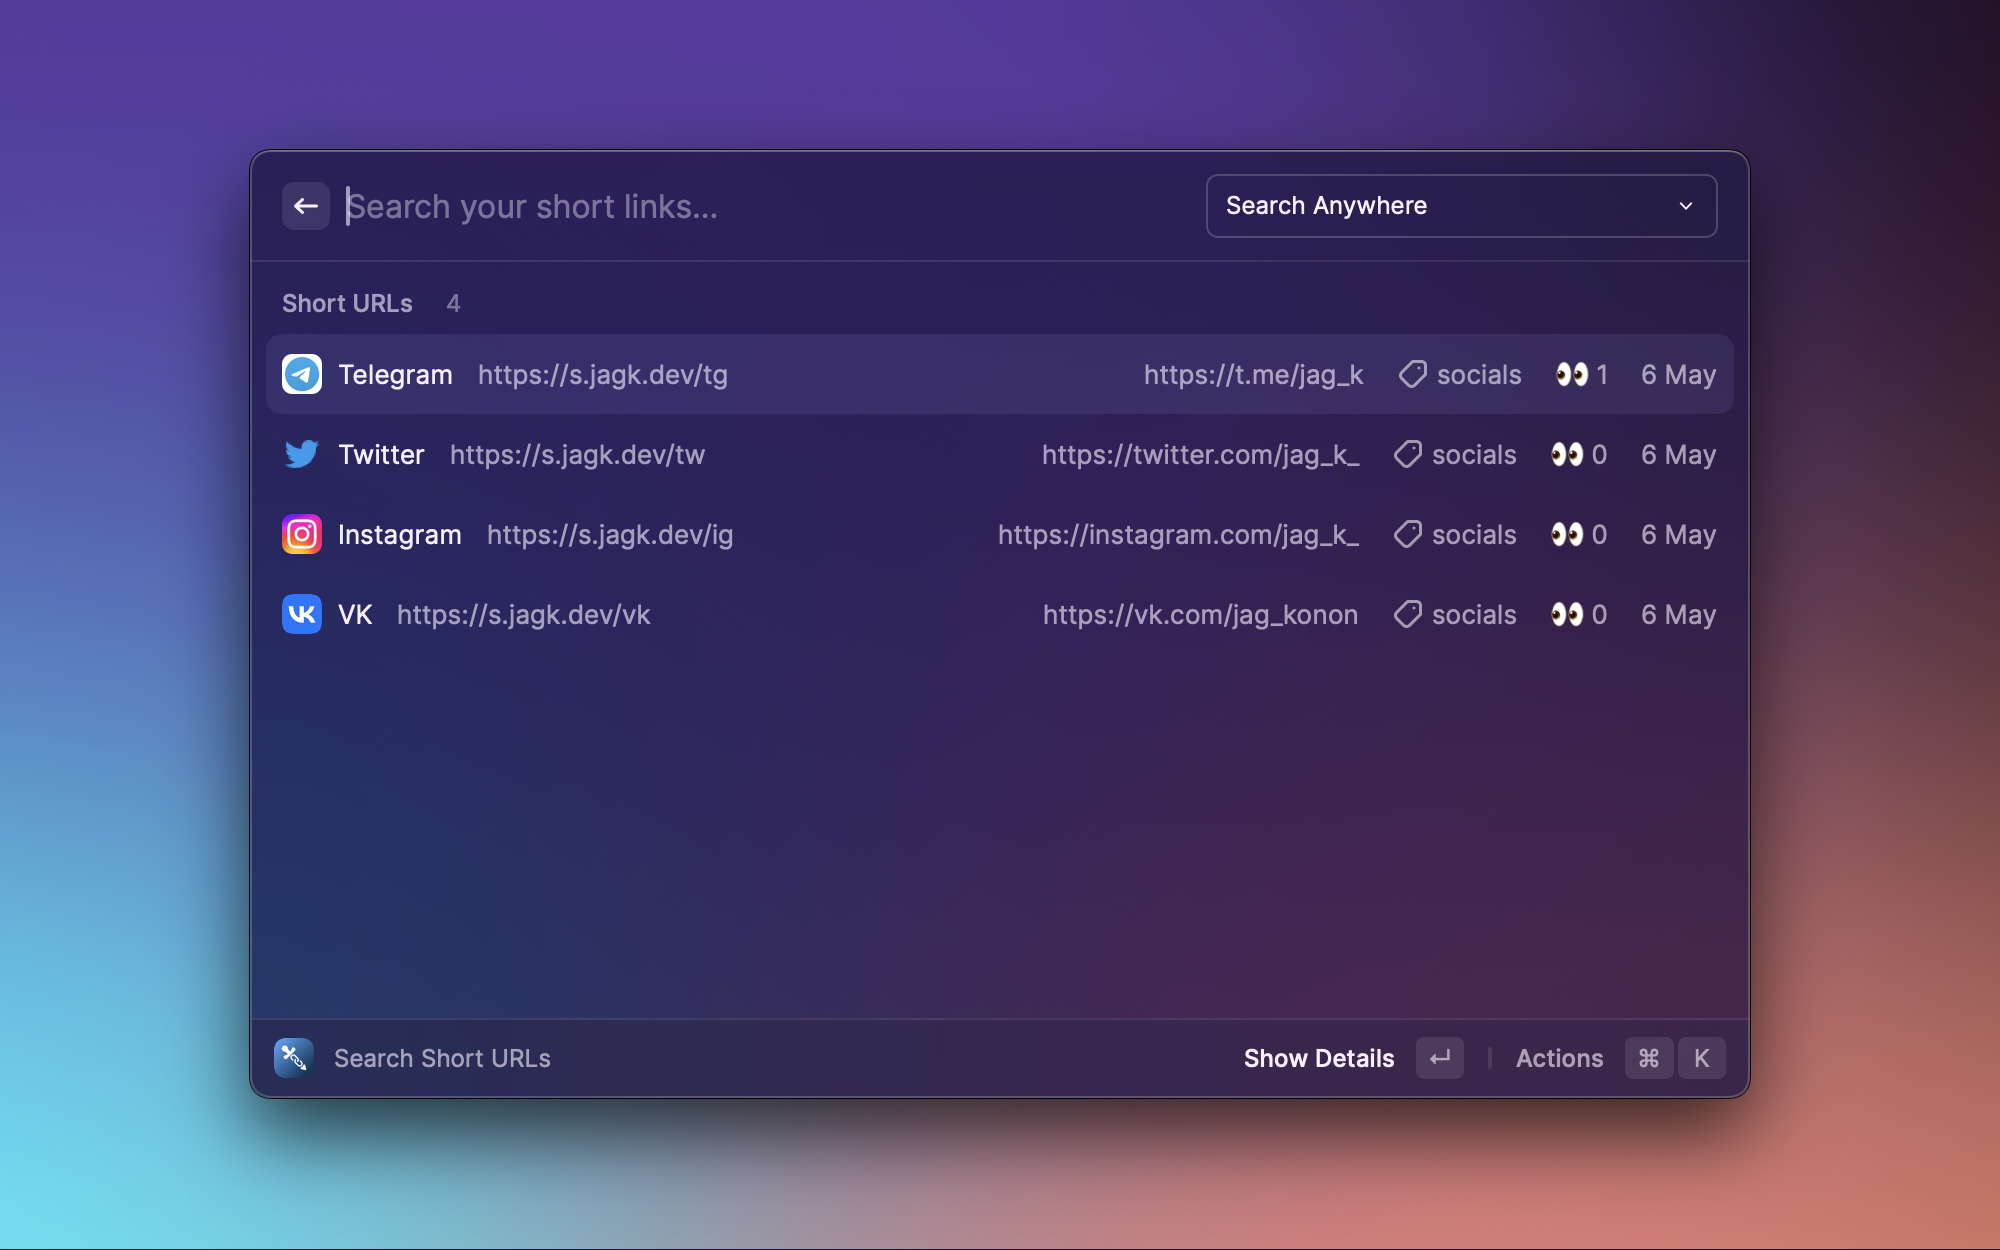 Search your short links...
Search Anywhere
Short URLs 4
Telegram https://s.jagk.dev/tg https://t.me/jag_k socials 👀 1 6 May
Twitter https://s.jagk.dev/tw https://twitter.com/jag_k_ socials 👀 0 6 May
Instagram https://s.jagk.dev/ig https://instagram.com/jag_k_ socials 👀 0 6 May
VK https://s.jagk.dev/vk https://vk.com/jag_konon socials 👀 0 6 May
Search Short URLs Show Details ↵ Actions ⌘ K